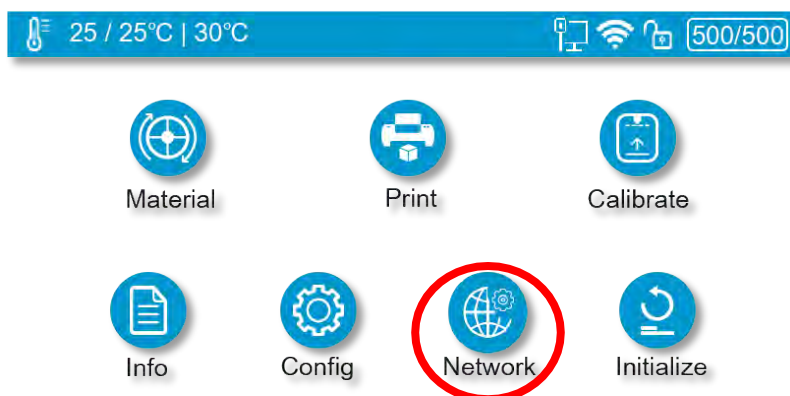 25 / 25°C | 30°C 500/500
Material Print Calibrate
Info Config Network Initialize